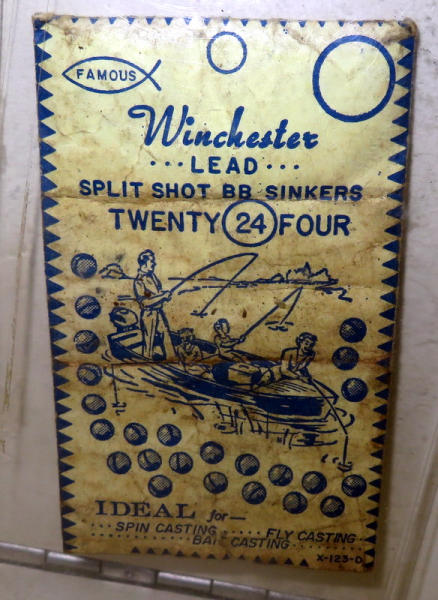 FAMOUS
Winchester
...LEAD...
SPLIT SHOT BB SINKERS
TWENTY 24 FOUR
IDEAL for—
...SPIN CASTING.....FLY CASTING...
...BAIT CASTING...
X-123-D